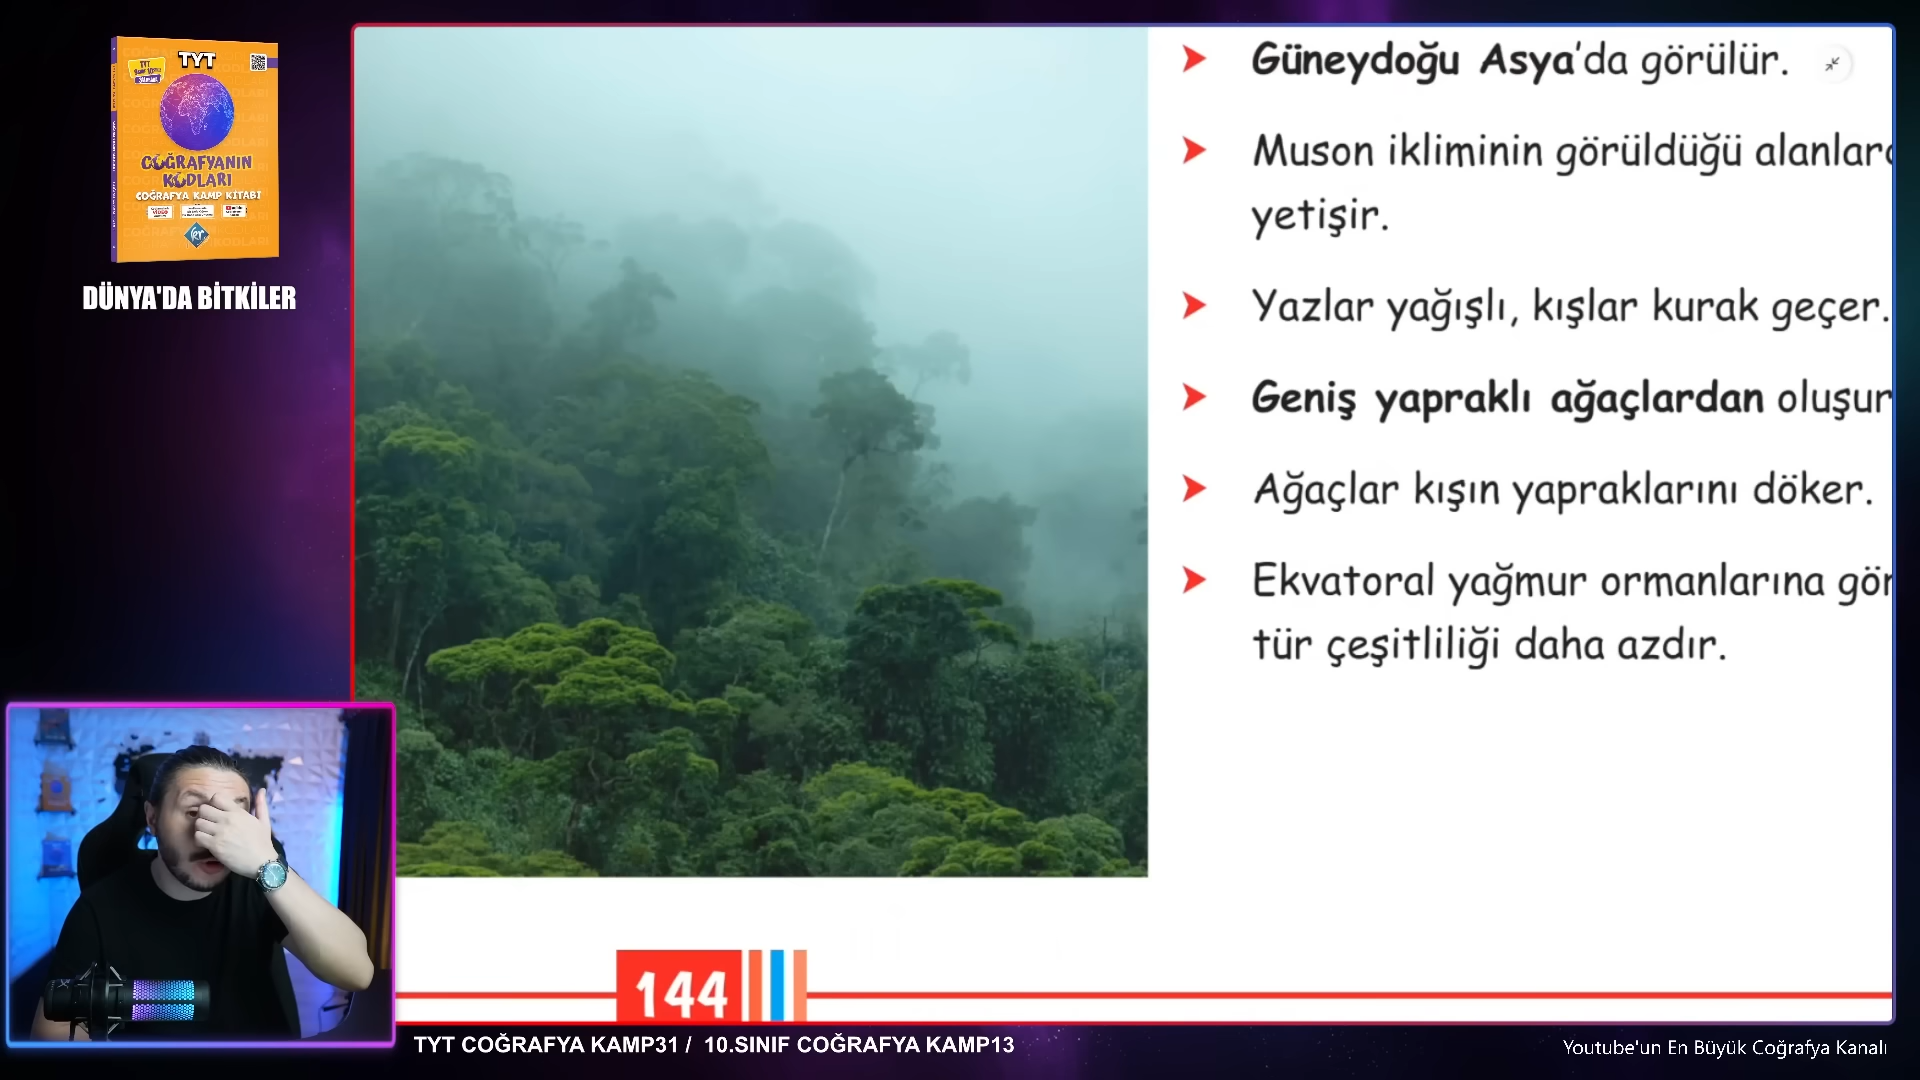 TYT
COĞRAFYANIN
KODLARI
COĞRAFYA KAMP KİTABI
DÜNYA'DA BİTKİLER
Güneydoğu Asya'da görülür.
Muson ikliminin görüldüğü alanlar
yetişir.
Yazlar yağışlı, kışlar kurak geçer.
Geniş yapraklı ağaçlardan oluşur
Ağaçlar kışın yapraklarını döker.
Ekvatoral yağmur ormanlarına gör
tür çeşitliliği daha azdır.
144
TYT COĞRAFYA KAMP31 / 10.SINIF COĞRAFYA KAMP13
Youtube'un En Büyük Coğrafya Kanalı